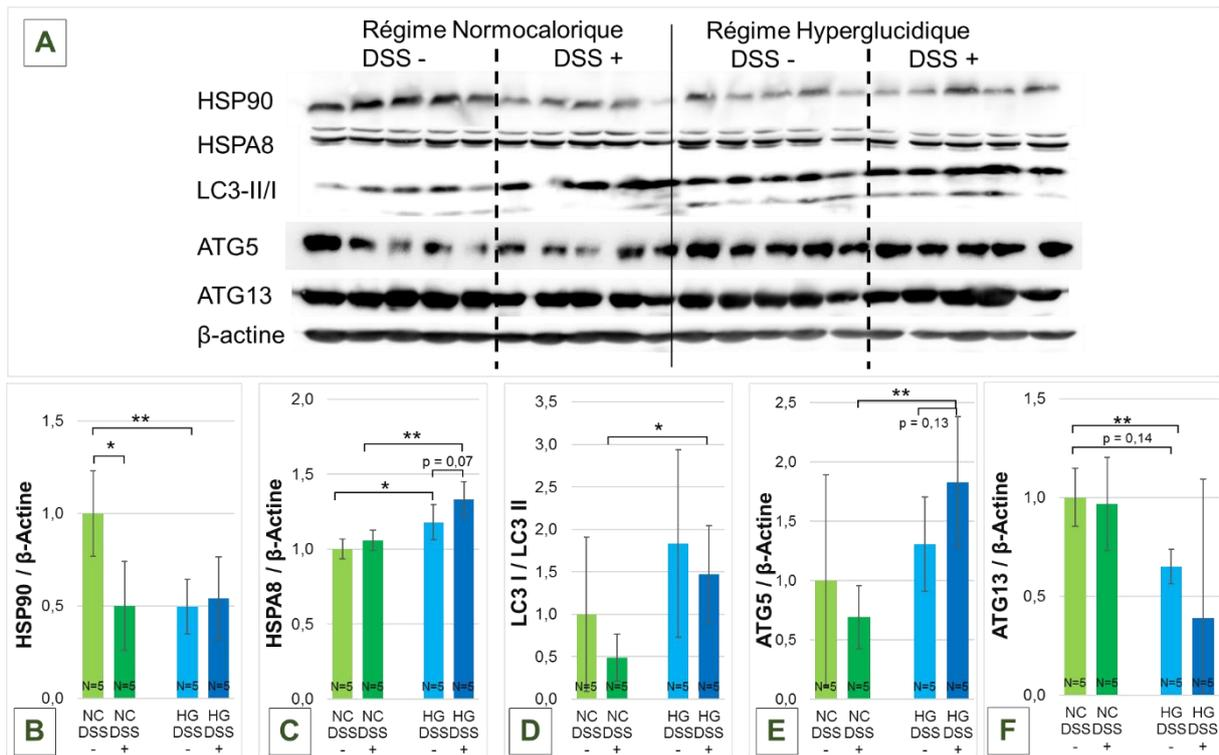 A
Régime Normocalorique
Régime Hyperglucidique
DSS -
DSS +
DSS -
DSS +
HSP90
HSPA8
LC3-II/I
ATG5
ATG13
β-actine
HSP90 / β-Actine
1,5
1,0
0,5
0,0
**
*
N=5 N=5 N=5 N=5
NC NC HG HG
DSS DSS DSS DSS
- + - +
B
HSPA8 / β-Actine
2,0
1,5
1,0
0,5
0,0
**
p = 0,07
*
N=5 N=5 N=5 N=5
NC NC HG HG
DSS DSS DSS DSS
- + - +
C
LC3 I / LC3 II
3,5
3,0
2,5
2,0
1,5
1,0
0,5
0,0
*
N=5 N=5 N=5 N=5
NC NC HG HG
DSS DSS DSS DSS
- + - +
D
ATG5 / β-Actine
2,5
2,0
1,5
1,0
0,5
0,0
**
p = 0,13
N=5 N=5 N=5 N=5
NC NC HG HG
DSS DSS DSS DSS
- + - +
E
ATG13 / β-Actine
1,5
1,0
0,5
0,0
**
p = 0,14
N=5 N=5 N=5 N=5
NC NC HG HG
DSS DSS DSS DSS
- + - +
F